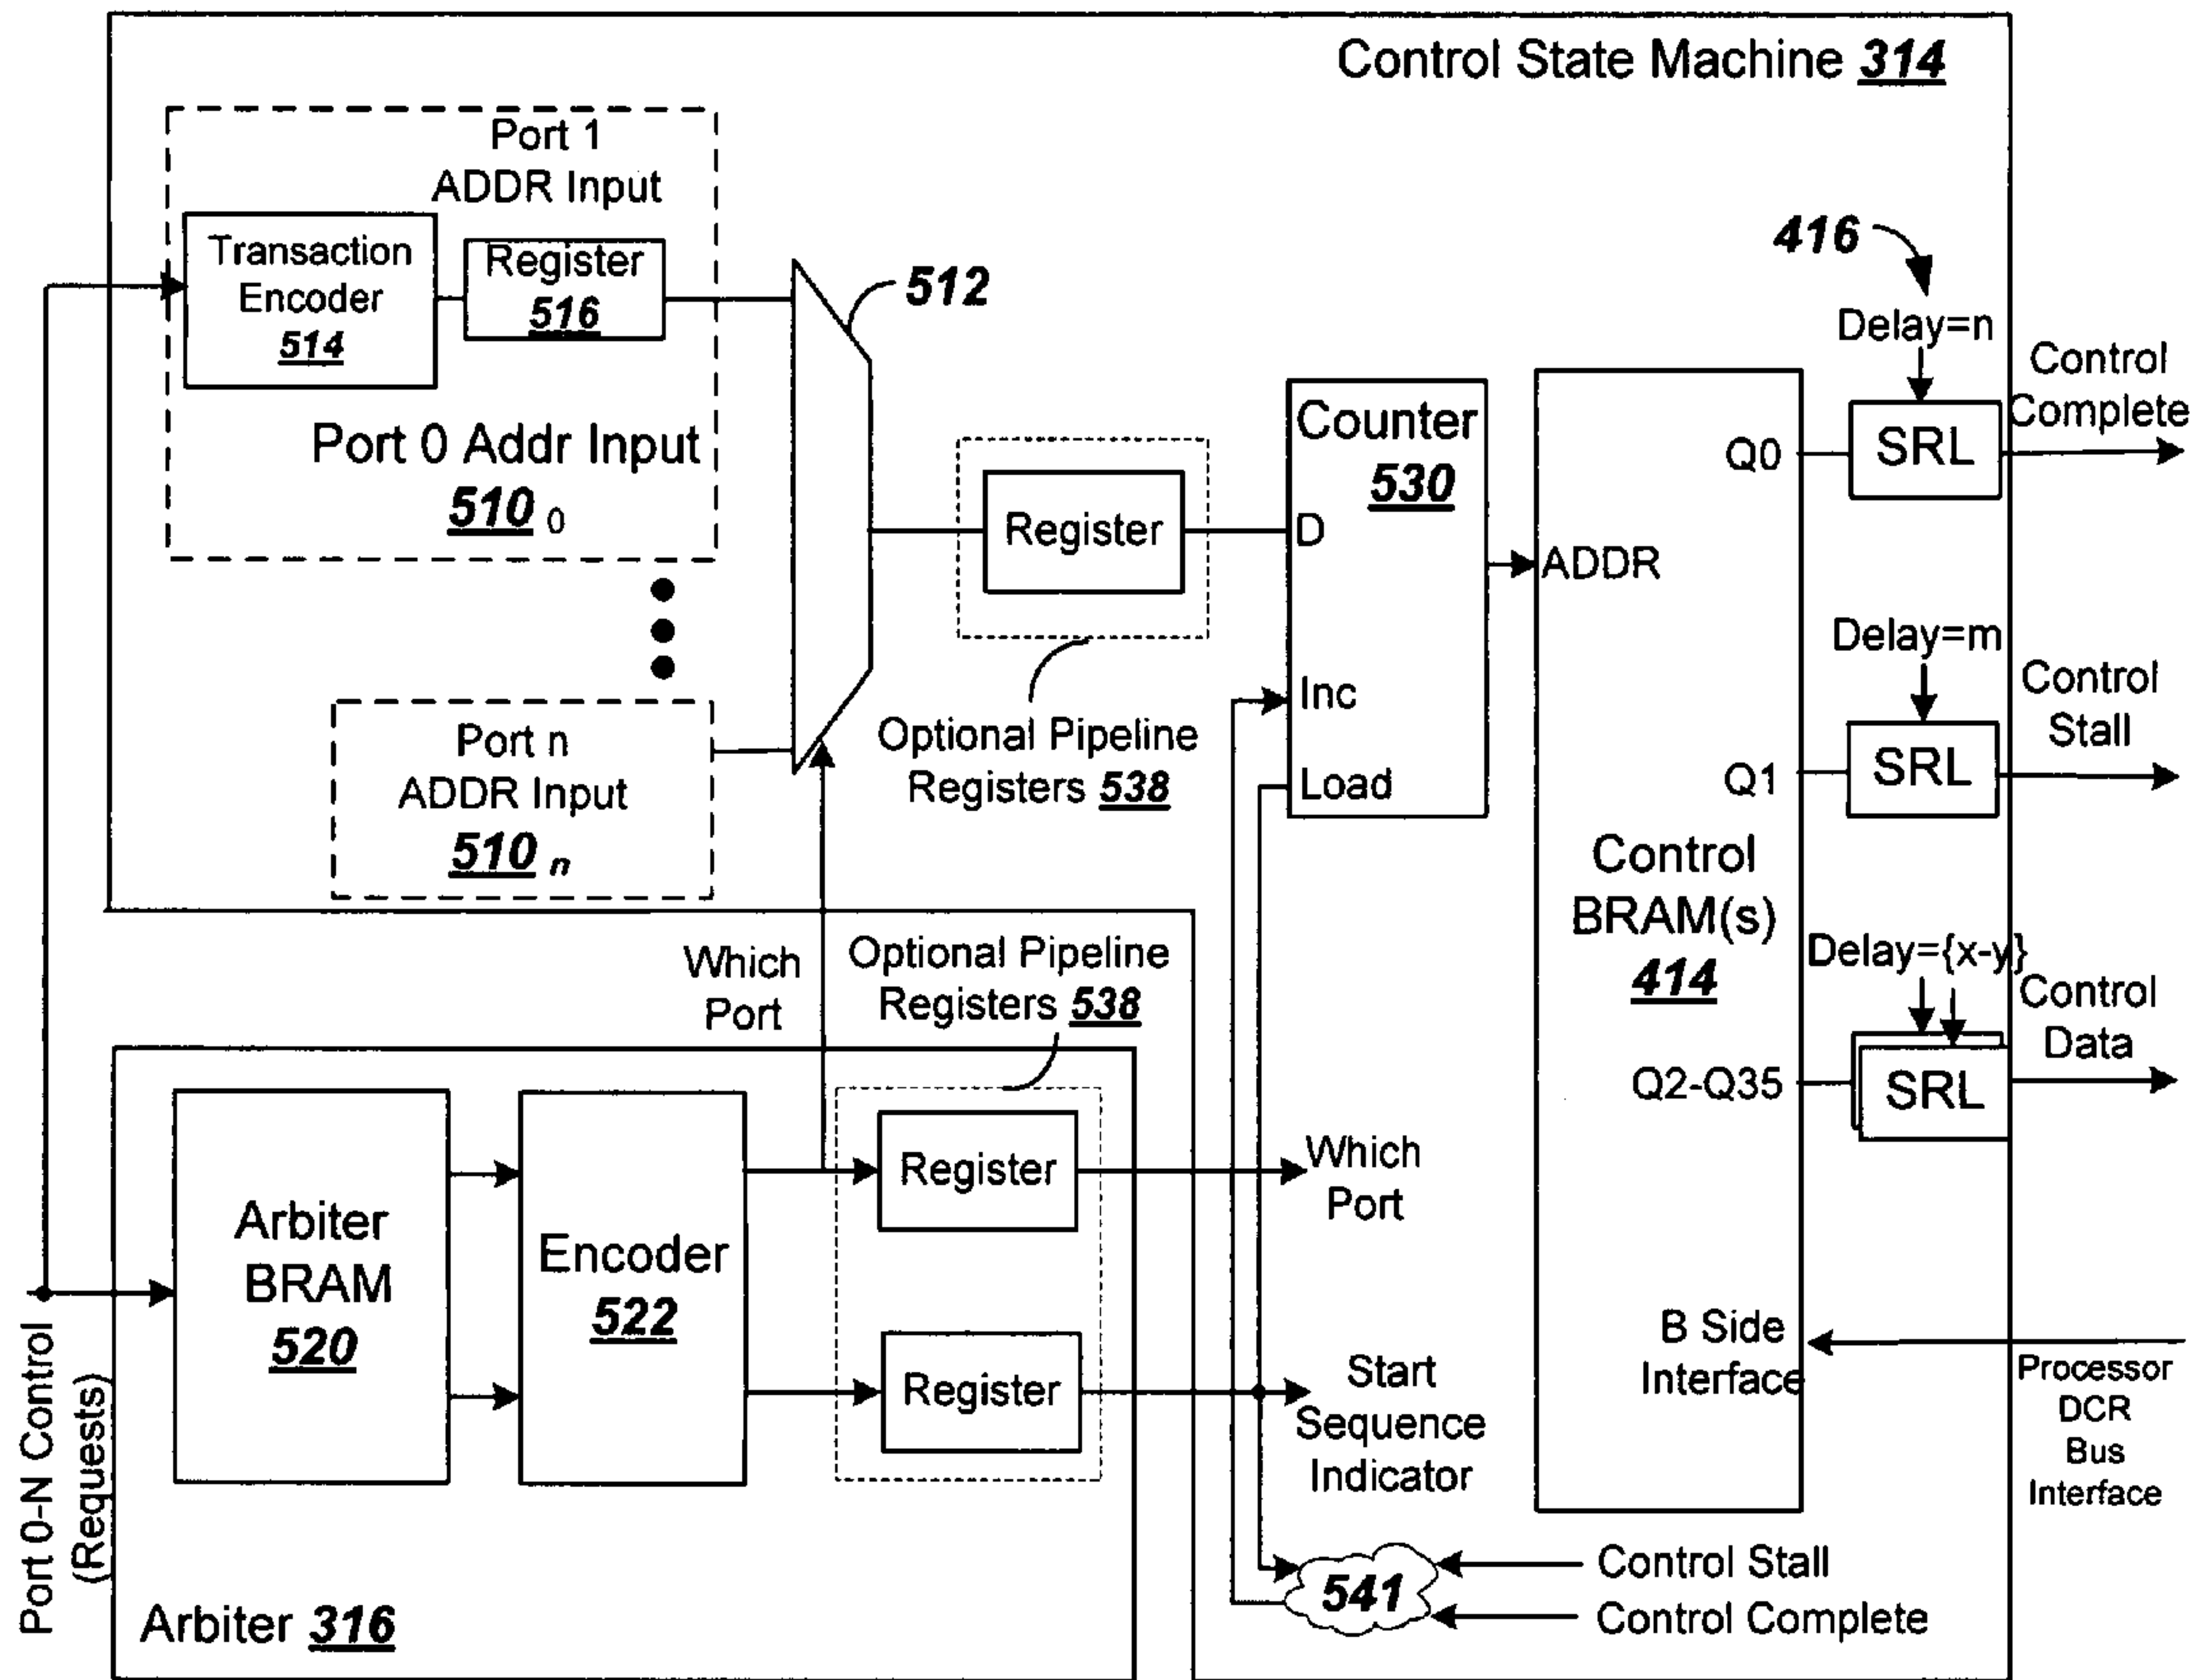 Control State Machine 314
Port 1
ADDR Input
Transaction
Encoder
514
Register
516
Port 0 Addr Input
510 0
512
416
Delay=n
Control
Complete
Counter
530
D
Inc
Load
Register
Optional Pipeline
Registers 538
Port n
ADDR Input
510 n
ADDR
Q0
SRL
Delay=m
Control
Stall
Q1
SRL
Control
BRAM(s)
414
Delay={x-y}
Control
Data
Q2-Q35
SRL
B Side
Interface
Processor
DCR
Bus
Interface
Which
Port
Optional Pipeline
Registers 538
Arbiter
BRAM
520
Encoder
522
Register
Register
Which
Port
Start
Sequence
Indicator
541
Control Stall
Control Complete
Port 0-N Control
(Requests)
Arbiter 316